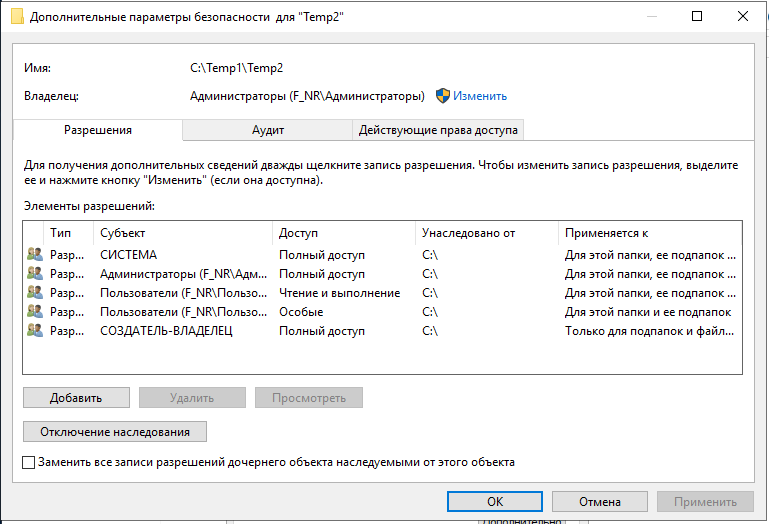 Дополнительные параметры безопасности для "Temp2"
Имя: C:\Temp1\Temp2
Владелец: Администраторы (F_NR\Администраторы) Изменить
Разрешения Аудит Действующие права доступа
Для получения дополнительных сведений дважды щелкните запись разрешения. Чтобы изменить запись разрешения, выделите
ее и нажмите кнопку "Изменить" (если она доступна).
Элементы разрешений:
Тип Субъект Доступ Унаследовано от Применяется к
Разр... СИСТЕМА Полный доступ C:\ Для этой папки, ее подпапок ...
Разр... Администраторы (F_NR\Адм... Полный доступ C:\ Для этой папки, ее подпапок ...
Разр... Пользователи (F_NR\Пользо... Чтение и выполнение C:\ Для этой папки, ее подпапок ...
Разр... Пользователи (F_NR\Пользо... Особые C:\ Для этой папки и ее подпапок
Разр... СОЗДАТЕЛЬ-ВЛАДЕЛЕЦ Полный доступ C:\ Только для подпапок и файл...
Добавить Удалить Просмотреть
Отключение наследования
Заменить все записи разрешений дочернего объекта наследуемыми от этого объекта
ОК Отмена Применить
Дополнительно